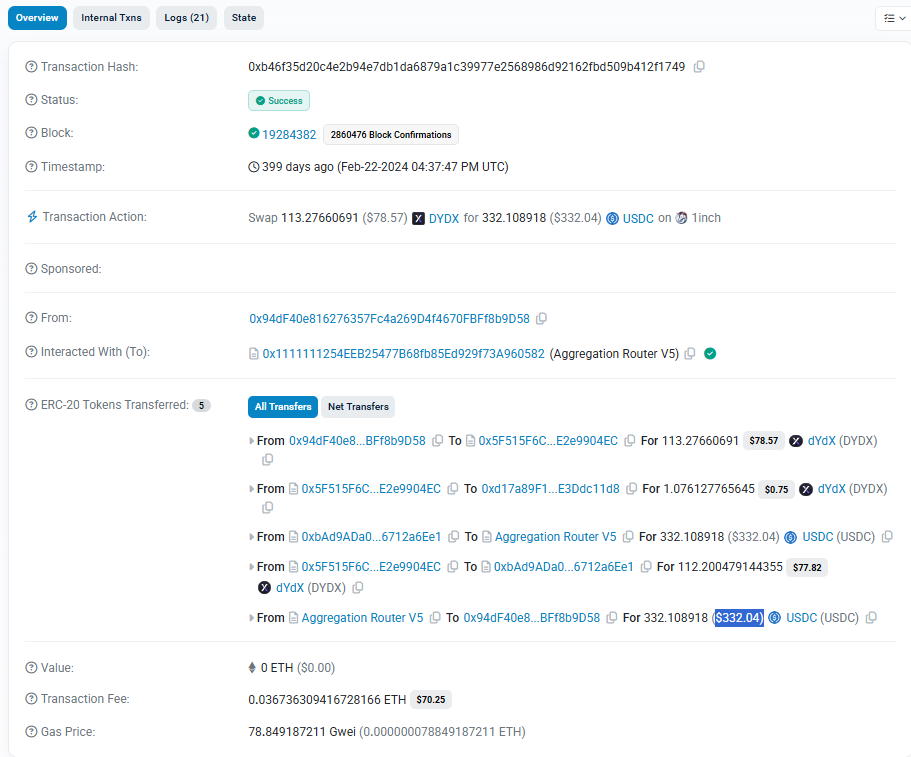 Overview Internal Txns Logs (21) State
Transaction Hash: 0xb46f35d20c4e2b94e7db1da6879a1c39977e2568986d92162fbd509b412f1749
Status: Success
Block: 19284382 2860476 Block Confirmations
Timestamp: 399 days ago (Feb-22-2024 04:37:47 PM UTC)
Transaction Action: Swap 113.27660691 ($78.57) DYDX for 332.108918 ($332.04) USDC on 1inch
Sponsored:
From: 0x94dF40e816276357Fc4a269D4f4670FBFf8b9D58
Interacted With (To): 0x1111111254EEB25477B68fb85Ed929f73A960582 (Aggregation Router V5)
ERC-20 Tokens Transferred: 5 All Transfers Net Transfers
From 0x94dF40e8...BFf8b9D58 To 0x5F515F6C...E2e9904EC For 113.27660691 $78.57 dYdX (DYDX)
From 0x5F515F6C...E2e9904EC To 0xd17a89F1...E3Ddc11d8 For 1.076127765645 $0.75 dYdX (DYDX)
From 0xbAd9ADa0...6712a6Ee1 To Aggregation Router V5 For 332.108918 ($332.04) USDC (USDC)
From 0x5F515F6C...E2e9904EC To 0xbAd9ADa0...6712a6Ee1 For 112.200479144355 $77.82
dYdX (DYDX)
From Aggregation Router V5 To 0x94dF40e8...BFf8b9D58 For 332.108918 ($332.04) USDC (USDC)
Value: 0 ETH ($0.00)
Transaction Fee: 0.036736309416728166 ETH $70.25
Gas Price: 78.849187211 Gwei (0.000000078849187211 ETH)